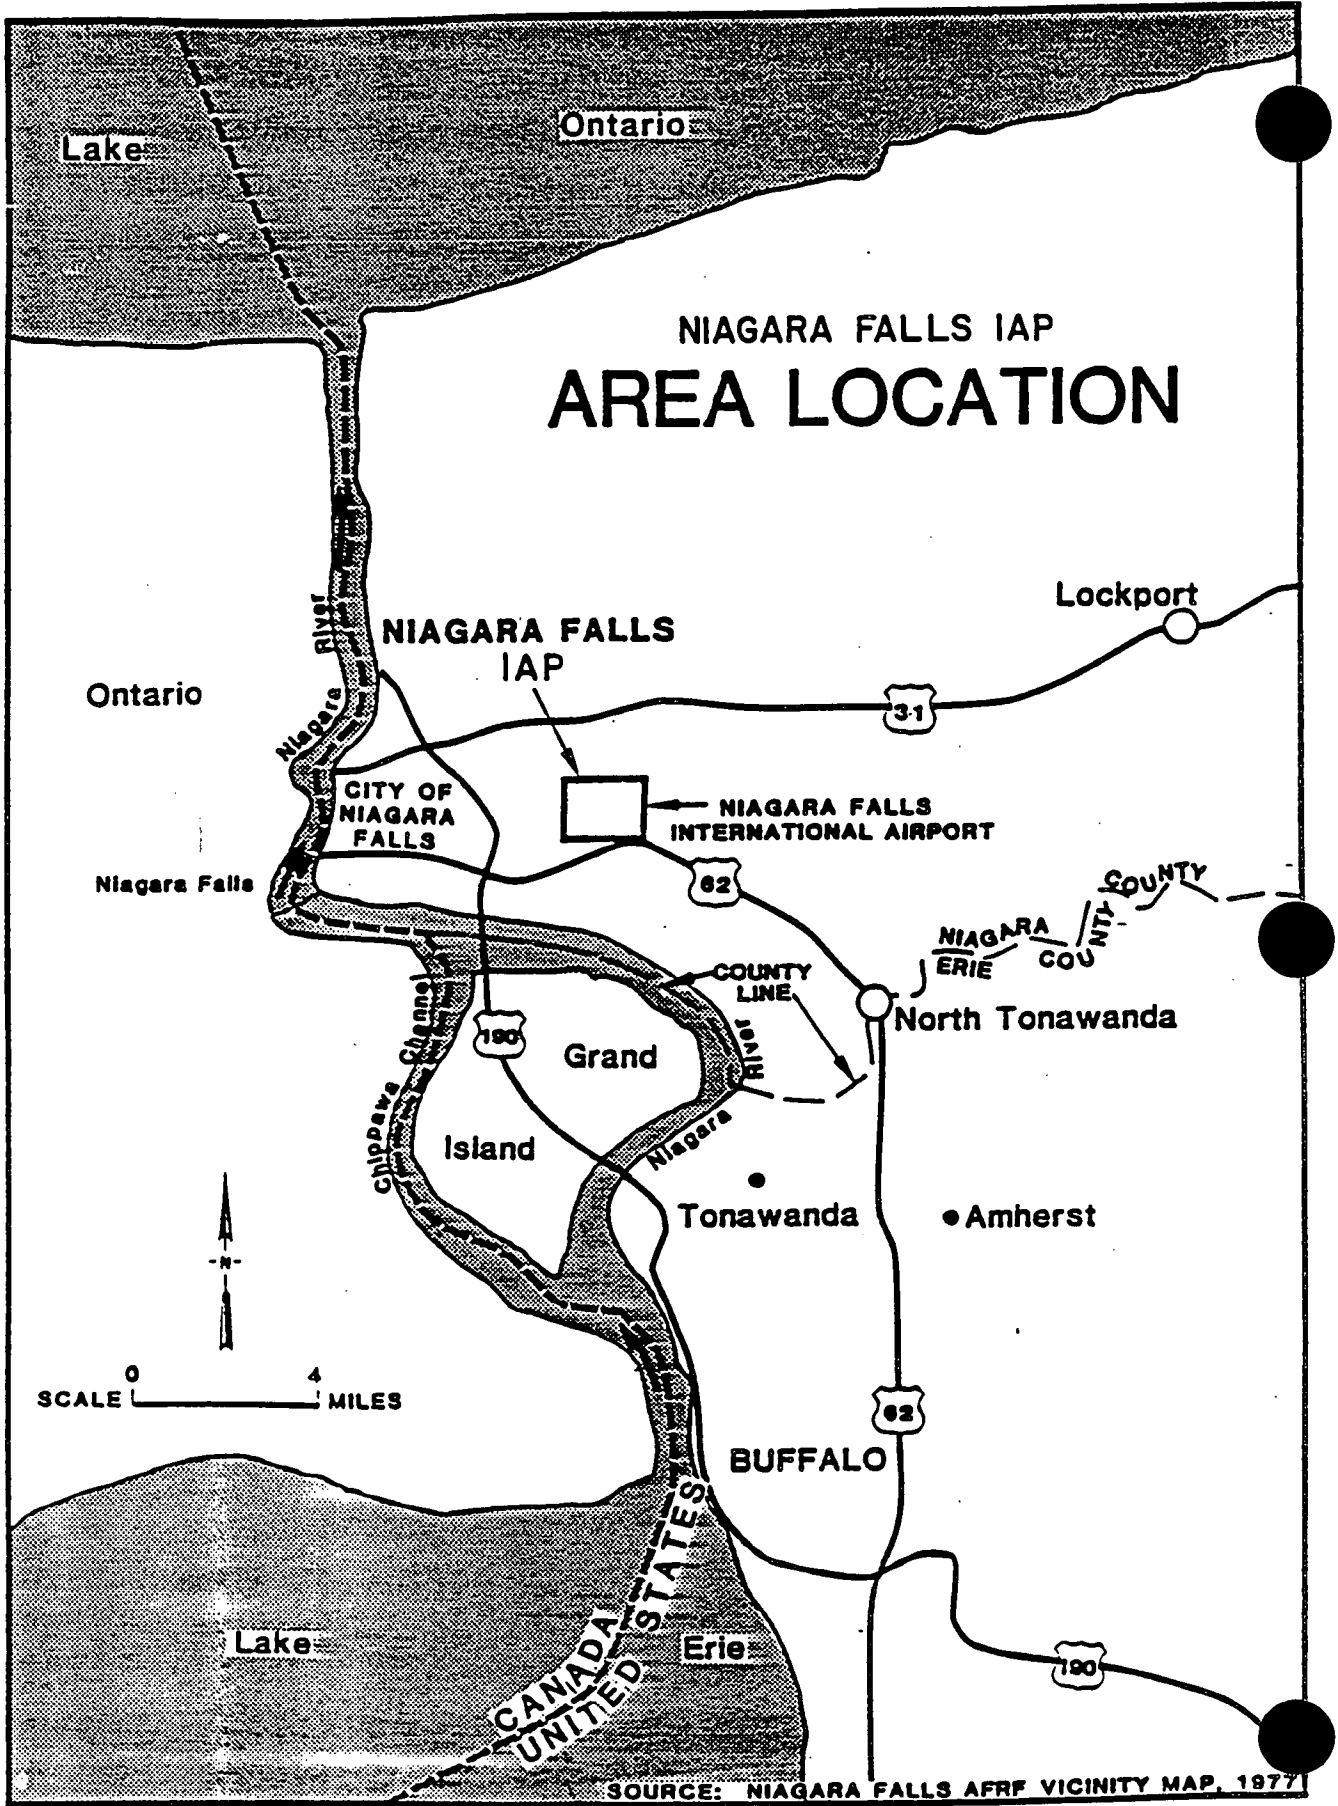 Lake
Ontario
NIAGARA FALLS IAP
AREA LOCATION
Lockport
River
Niagara
NIAGARA FALLS
IAP
Ontario
31
CITY OF
NIAGARA
FALLS
NIAGARA FALLS
INTERNATIONAL AIRPORT
Niagara Falls
62
NIAGARA COUNTY
ERIE COUNTY
COUNTY
LINE
North Tonawanda
Chippawa Channel
190
Grand
Island
Niagara River
Tonawanda
Amherst
-N-
0 4
SCALE MILES
62
BUFFALO
CANADA
UNITED STATES
Lake
Erie
190
SOURCE: NIAGARA FALLS AFRF VICINITY MAP, 1977